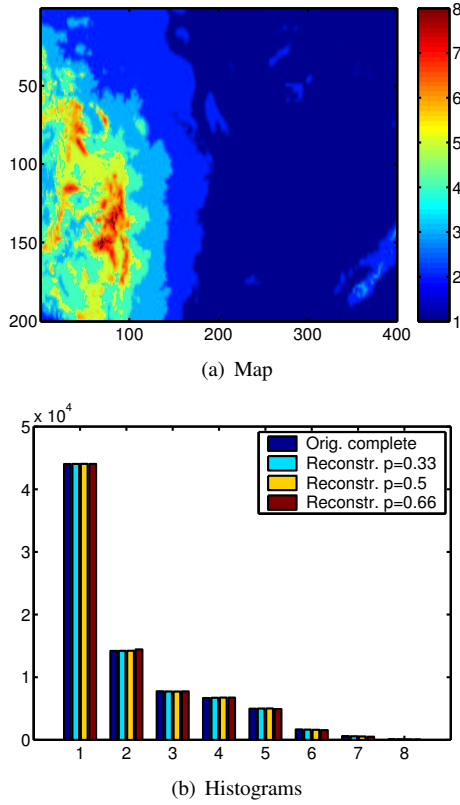 8
7
6
5
4
3
2
1
50
100
150
200
100 200 300 400
(a) Map
5 x 10^4
4
3
2
1
0
Orig. complete
Reconstr. p=0.33
Reconstr. p=0.5
Reconstr. p=0.66
1 2 3 4 5 6 7 8
(b) Histograms